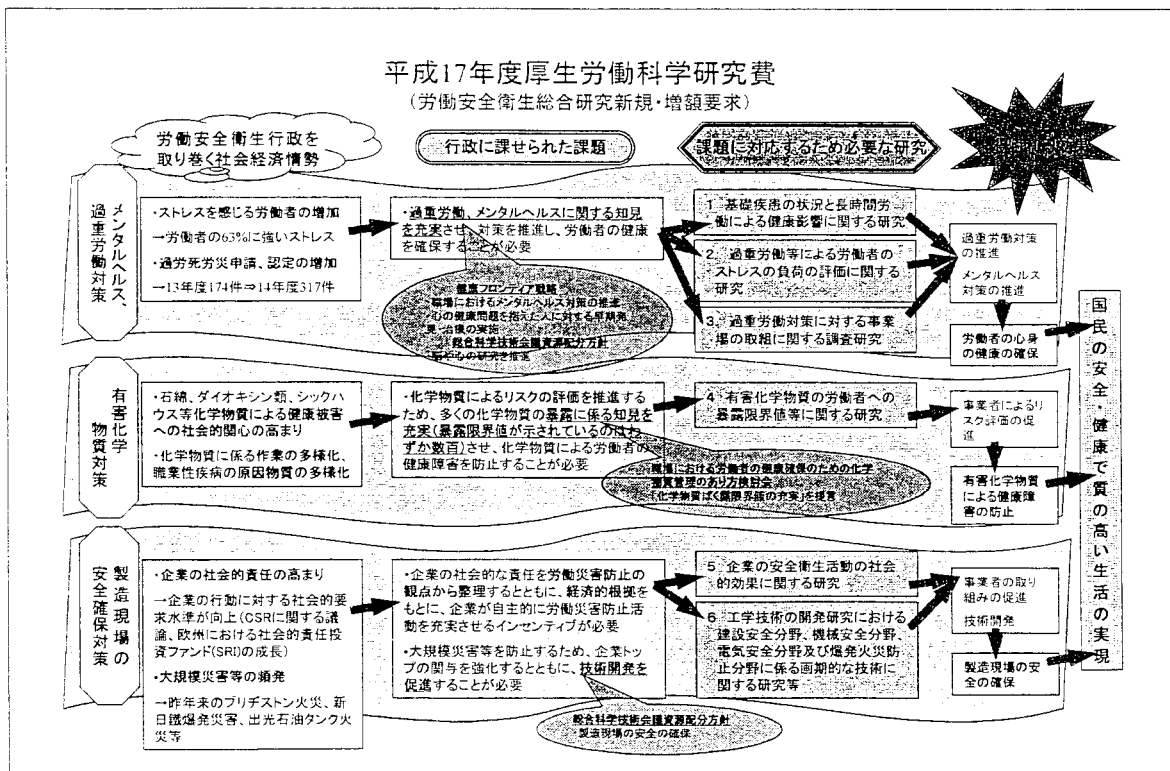 平成17年度厚生労働科学研究費
(労働安全衛生総合研究新規・増額要求)
労働安全衛生行政を
取り巻く社会経済情勢
行政に課せられた課題
課題に対応するため必要な研究
メンタルヘルス、
過重労働対策
・ストレスを感じる労働者の増加
→労働者の63%に強いストレス
・過労死労災申請、認定の増加
→13年度174件⇒14年度317件
・過重労働、メンタルヘルスに関する知見
を充実させ、対策を推進し、労働者の健康
を確保することが必要
健康フロンティア戦略
・職場におけるメンタルヘルス対策の推進
・心の健康問題を抱えた人に対する早期発
見・治療の実施
総合科学技術会議資源配分方針
の研究を推進
1 基礎疾患の状況と長時間労
働による健康影響に関する研究
2. 過重労働等による労働者の
ストレスの負荷の評価に関する
研究
3. 過重労働対策に対する事業
場の取組に関する調査研究
過重労働対策
の推進
メンタルヘルス
対策の推進
労働者の心身
の健康の確保
有害化学
物質対策
・石綿、ダイオキシン類、シックハ
ウス等化学物質による健康被害
への社会的関心の高まり
・化学物質に係る作業の多様化、
職業性疾病の原因物質の多様化
・化学物質によるリスクの評価を推進する
ため、多くの化学物質の暴露に係る知見を
充実(暴露限界値が示されているのはわ
ずか数百)させ、化学物質による労働者の
健康障害を防止することが必要
職場における労働者の健康確保のための化学
物質管理のあり方検討会
「化学物質ばく露限界値の充実」を提言
4 有害化学物質の労働者への
暴露限界値等に関する研究
事業者によるリ
スク評価の促
進
有害化学物質
による健康障
害の防止
製造現場の
安全確保対策
・企業の社会的責任の高まり
→企業の行動に対する社会的要
求水準が向上(CSRに関する議
論、欧州における社会的責任投
資ファンド(SRI)の成長)
・大規模災害等の頻発
→昨年来のブリヂストン火災、新
日鐵爆発災害、出光石油タンク火
災等
・企業の社会的な責任を労働災害防止の
観点から整理するとともに、経済的根拠を
もとに、企業が自主的に労働災害防止活
動を充実させるインセンティブが必要
・大規模災害等を防止するため、企業トッ
プの関与を強化するとともに、技術開発を
促進することが必要
総合科学技術会議資源配分方針
・製造現場の安全の確保
5 企業の安全衛生活動の社会
的効果に関する研究
6 工学技術の開発研究における
建設安全分野、機械安全分野、
電気安全分野及び爆発火災防
止分野に係る画期的な技術に
関する研究等
事業者の取り
組みの促進
技術開発
製造現場の安
全の確保
国民の安全・健康で質の高い生活の実現